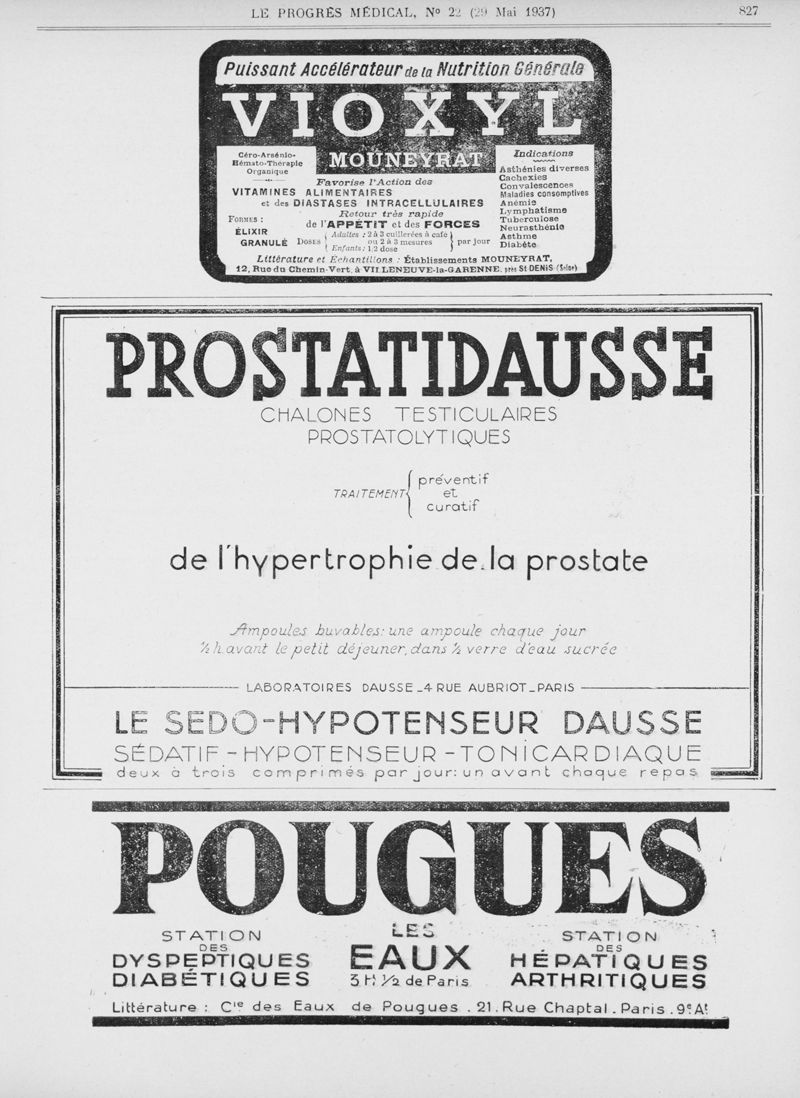 LE PROGRÈS MÉDICAL, Nº 22 (29 Mai 1937) 827
Puissant Accélérateur de la Nutrition Générale
VIOXYL
MOUNEYRAT
Céro-Arsénio-
Hémato-Thérapie
Organique
Favorise l'Action des
VITAMINES ALIMENTAIRES
et des DIASTASES INTRACELLULAIRES
Retour très rapide
de l'APPÉTIT et des FORCES
FORMES :
ÉLIXIR
GRANULÉ
DOSES
Adultes : 2 à 3 cuillerées à café
ou 2 à 3 mesures
Enfants : 1/2 dose
par jour
Indications
Asthénies diverses
Cachexies
Convalescences
Maladies consomptives
Anémie
Lymphatisme
Tuberculose
Neurasthénie
Asthme
Diabète
Littérature et Echantillons : Établissements MOUNEYRAT,
12, Rue du Chemin-Vert, à VILLENEUVE-la-GARENNE, près St-DENIS (Seine)
PROSTATIDAUSSE
CHALONES TESTICULAIRES
PROSTATOLYTIQUES
TRAITEMENT
préventif
et
curatif
de l'hypertrophie de la prostate
Ampoules buvables: une ampoule chaque jour
½ h. avant le petit déjeuner, dans ½ verre d'eau sucrée
LABORATOIRES DAUSSE_4 RUE AUBRIOT_PARIS
LE SEDO-HYPOTENSEUR DAUSSE
SÉDATIF-HYPOTENSEUR-TONICARDIAQUE
deux à trois comprimés par jour: un avant chaque repas
POUGUES
STATION
DES
DYSPEPTIQUES
DIABÉTIQUES
LES
EAUX
3 H. 1/2 de Paris
STATION
DES
HÉPATIQUES
ARTHRITIQUES
Littérature : Cie des Eaux de Pougues . 21. Rue Chaptal. Paris . 9e At